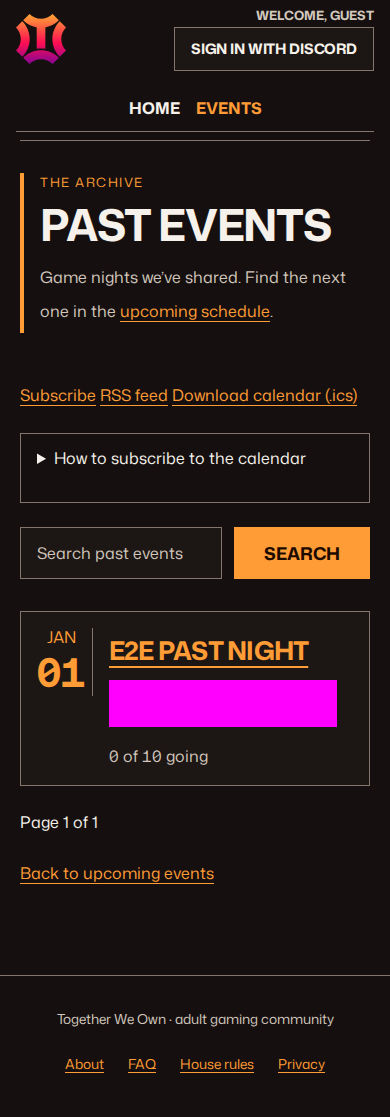 WELCOME, GUEST
SIGN IN WITH DISCORD
HOME EVENTS
THE ARCHIVE
PAST EVENTS
Game nights we've shared. Find the next
one in the upcoming schedule.
Subscribe RSS feed Download calendar (.ics)
How to subscribe to the calendar
Search past events SEARCH
JAN
01
E2E PAST NIGHT
0 of 10 going
Page 1 of 1
Back to upcoming events
Together We Own · adult gaming community
About FAQ House rules Privacy